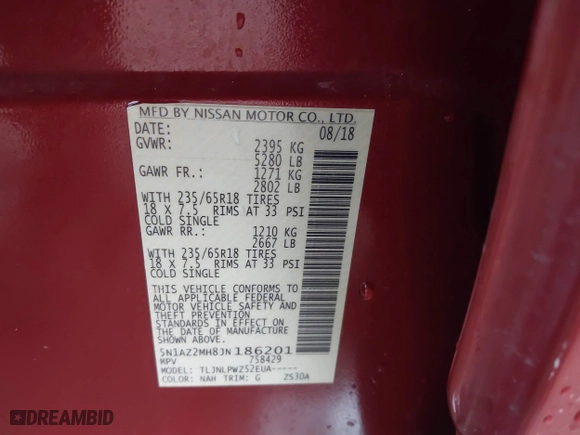 MFD BY NISSAN MOTOR CO., LTD.
DATE: 08/18
GVWR: 2395 KG
5280 LB
GAWR FR.: 1271 KG
2802 LB
WITH 235/65R18 TIRES
18 X 7.5 RIMS AT 33 PSI
COLD SINGLE
GAWR RR.: 1210 KG
2667 LB
WITH 235/65R18 TIRES
18 X 7.5 RIMS AT 33 PSI
COLD SINGLE
THIS VEHICLE CONFORMS TO
ALL APPLICABLE FEDERAL
MOTOR VEHICLE SAFETY AND
THEFT PREVENTION
STANDARDS IN EFFECT ON THE
DATE OF MANUFACTURE
SHOWN ABOVE.
5N1AZ2MH8JN186201
MPV 758429
MODEL: TLJNLPWZ52EUA-----
COLOR: NAH TRIM: G ZS30A
DREAMBID